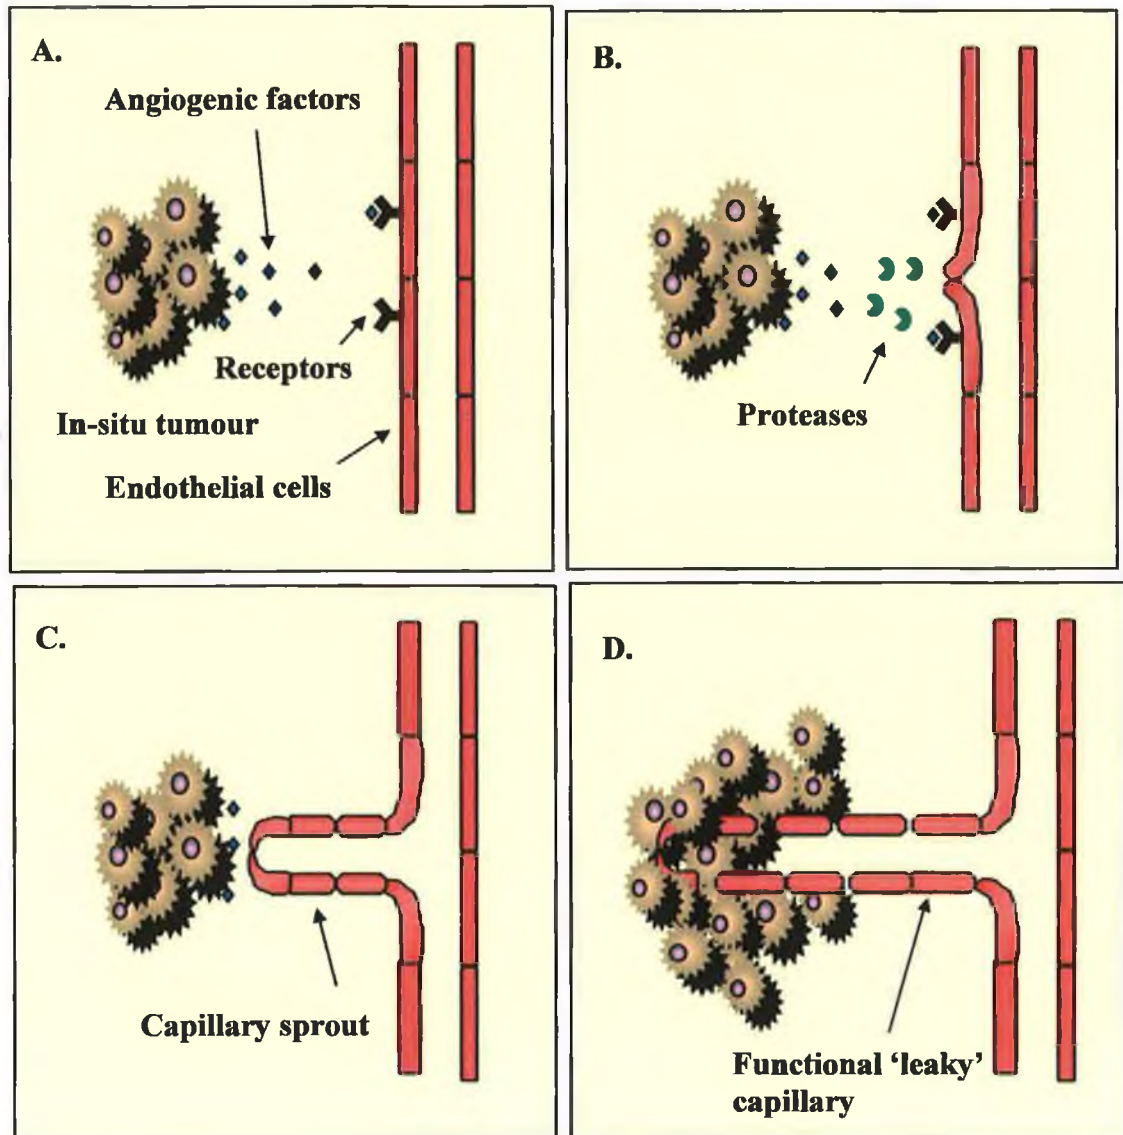 A.
Angiogenic factors
Receptors
In-situ tumour
Endothelial cells
B.
Proteases
C.
Capillary sprout
D.
Functional ‘leaky’
capillary